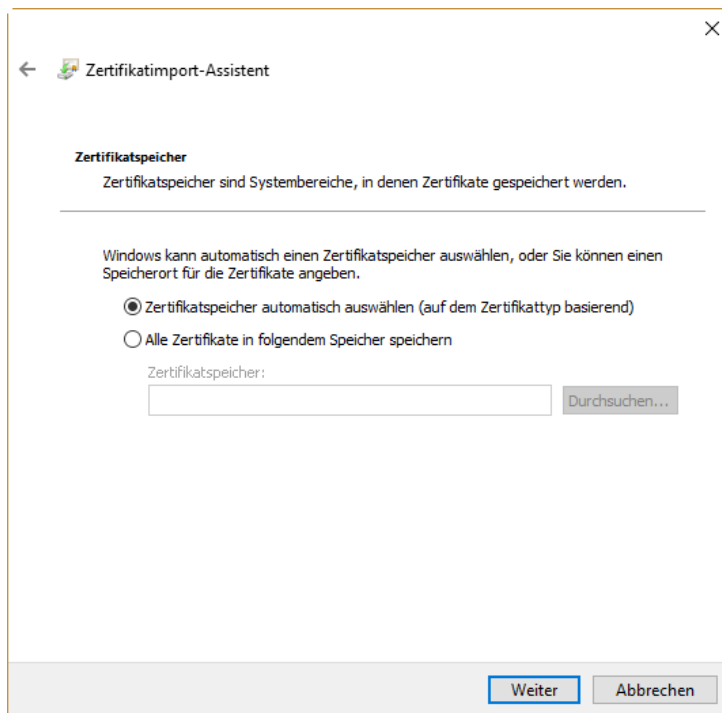 Zertifikatimport-Assistent
Zertifikatspeicher
Zertifikatspeicher sind Systembereiche, in denen Zertifikate gespeichert werden.
Windows kann automatisch einen Zertifikatspeicher auswählen, oder Sie können einen
Speicherort für die Zertifikate angeben.
Zertifikatspeicher automatisch auswählen (auf dem Zertifikattyp basierend)
Alle Zertifikate in folgendem Speicher speichern
Zertifikatspeicher:
Durchsuchen...
Weiter
Abbrechen